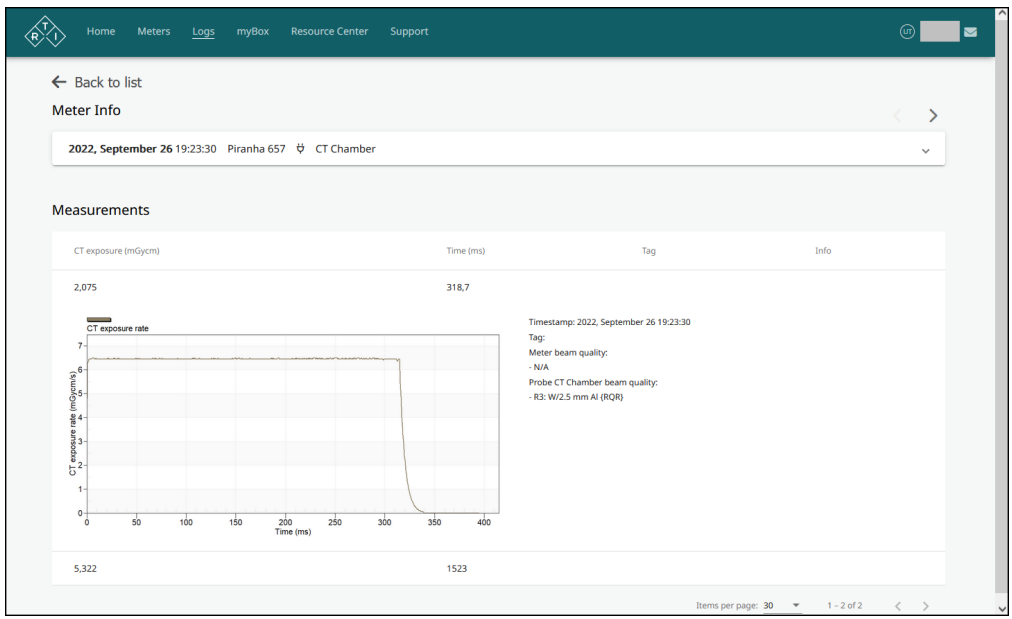 R T I
Home Meters Logs myBox Resource Center Support UT
Back to list
Meter Info
2022, September 26 19:23:30 Piranha 657 CT Chamber
Measurements
CT exposure (mGycm) Time (ms) Tag Info
2,075 318,7
CT exposure rate
CT exposure rate (mGycm/s)
7
6
5
4
3
2
1
0
0 50 100 150 200 250 300 350 400
Time (ms)
Timestamp: 2022, September 26 19:23:30
Tag:
Meter beam quality:
- N/A
Probe CT Chamber beam quality:
- R3: W/2.5 mm Al {RQR}
5,322 1523
Items per page: 30 1 – 2 of 2